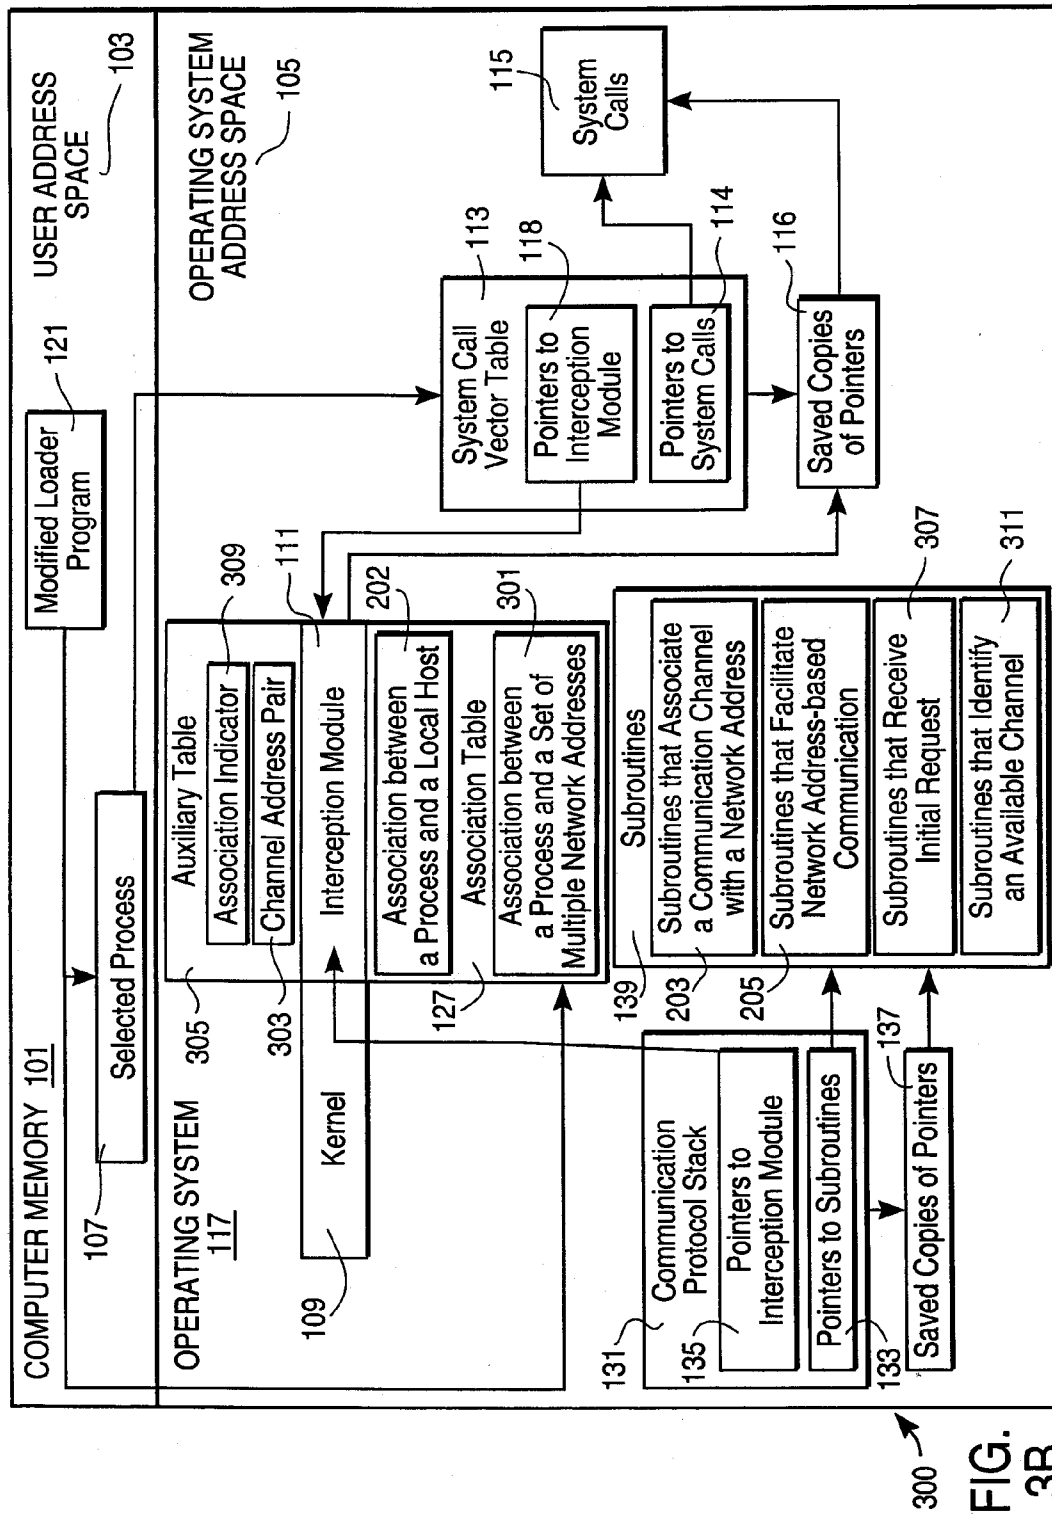 COMPUTER MEMORY 101
USER ADDRESS
SPACE
103
Modified Loader
Program
121
107
Selected Process
OPERATING SYSTEM
117
OPERATING SYSTEM
ADDRESS SPACE
105
305
Auxiliary Table
Association Indicator
309
303
Channel Address Pair
109
Kernel
Interception Module
111
Association between
a Process and a Local Host
202
127
Association Table
Association between
a Process and a Set of
Multiple Network Addresses
301
System Call
Vector Table
113
Pointers to
Interception
Module
118
Pointers to
System Calls
114
System
Calls
115
Saved Copies
of Pointers
116
131
Communication
Protocol Stack
135
Pointers to
Interception Module
133
Pointers to Subroutines
137
Saved Copies of Pointers
139
Subroutines
203
Subroutines that Associate
a Communication Channel
with a Network Address
205
Subroutines that Facilitate
Network Address-based
Communication
Subroutines that Receive
Initial Request
307
Subroutines that Identify
an Available Channel
311
300
FIG.
3B